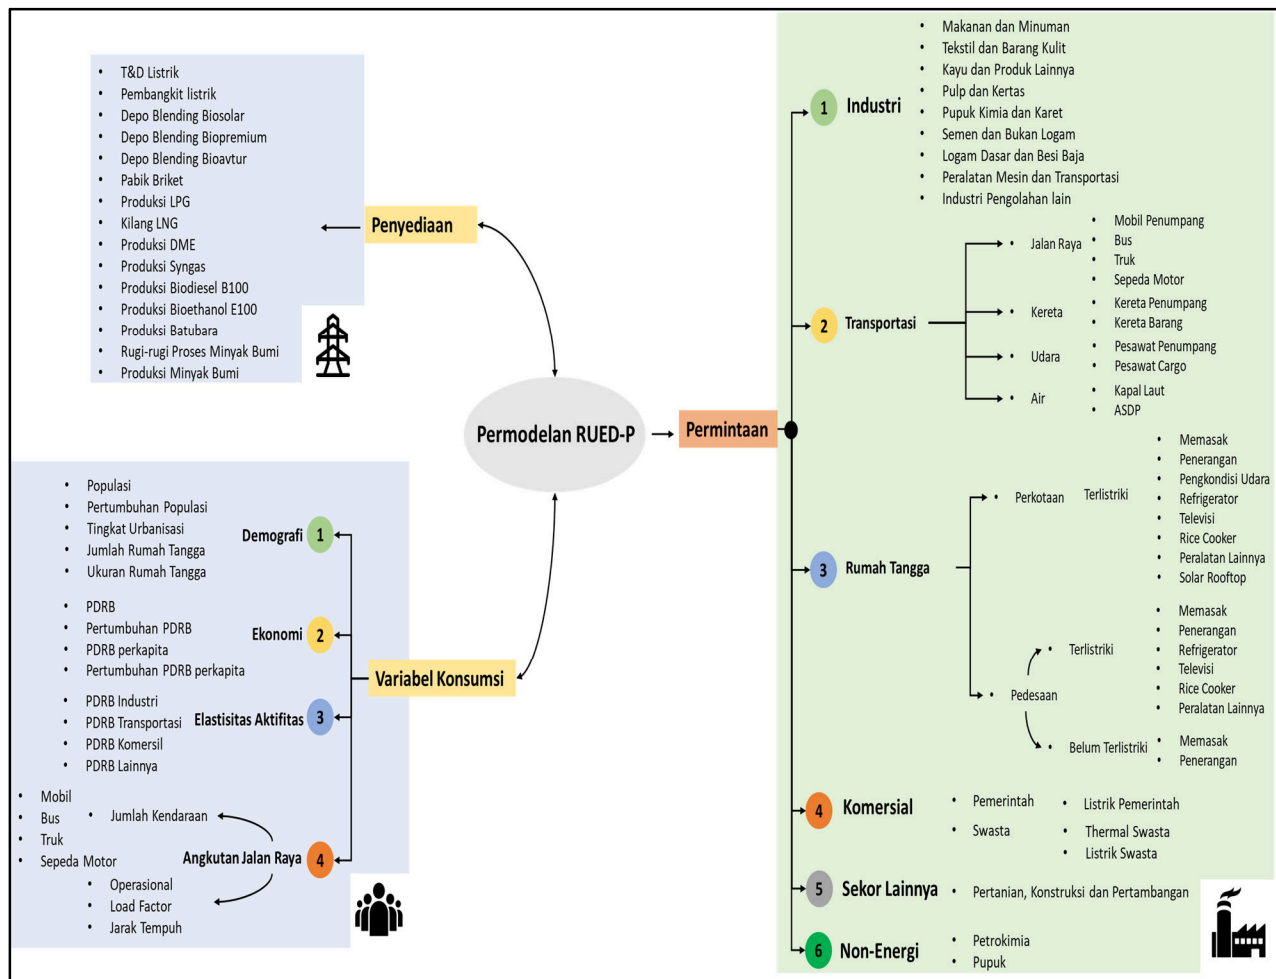 • T&D Listrik
• Pembangkit listrik
• Depo Blending Biosolar
• Depo Blending Biopremium
• Depo Blending Bioavtur
• Pabik Briket
• Produksi LPG
• Kilang LNG
• Produksi DME
• Produksi Syngas
• Produksi Biodiesel B100
• Produksi Bioethanol E100
• Produksi Batubara
• Rugi-rugi Proses Minyak Bumi
• Produksi Minyak Bumi
Penyediaan
Permodelan RUED-P
Variabel Konsumsi
Demografi
1
• Populasi
• Pertumbuhan Populasi
• Tingkat Urbanisasi
• Jumlah Rumah Tangga
• Ukuran Rumah Tangga
Ekonomi
2
• PDRB
• Pertumbuhan PDRB
• PDRB perkapita
• Pertumbuhan PDRB perkapita
Elastisitas Aktifitas
3
• PDRB Industri
• PDRB Transportasi
• PDRB Komersil
• PDRB Lainnya
Angkutan Jalan Raya
4
• Jumlah Kendaraan
• Mobil
• Bus
• Truk
• Sepeda Motor
• Operasional
• Load Factor
• Jarak Tempuh
Permintaan
1
Industri
• Makanan dan Minuman
• Tekstil dan Barang Kulit
• Kayu dan Produk Lainnya
• Pulp dan Kertas
• Pupuk Kimia dan Karet
• Semen dan Bukan Logam
• Logam Dasar dan Besi Baja
• Peralatan Mesin dan Transportasi
• Industri Pengolahan lain
2
Transportasi
• Jalan Raya
• Mobil Penumpang
• Bus
• Truk
• Sepeda Motor
• Kereta
• Kereta Penumpang
• Kereta Barang
• Udara
• Pesawat Penumpang
• Pesawat Cargo
• Air
• Kapal Laut
• ASDP
3
Rumah Tangga
• Perkotaan
Terlistriki
• Memasak
• Penerangan
• Pengkondisi Udara
• Refrigerator
• Televisi
• Rice Cooker
• Peralatan Lainnya
• Solar Rooftop
• Pedesaan
• Terlistriki
• Memasak
• Penerangan
• Refrigerator
• Televisi
• Rice Cooker
• Peralatan Lainnya
• Belum Terlistriki
• Memasak
• Penerangan
4
Komersial
• Pemerintah
• Listrik Pemerintah
• Swasta
• Thermal Swasta
• Listrik Swasta
5
Sekor Lainnya
• Pertanian, Konstruksi dan Pertambangan
6
Non-Energi
• Petrokimia
• Pupuk